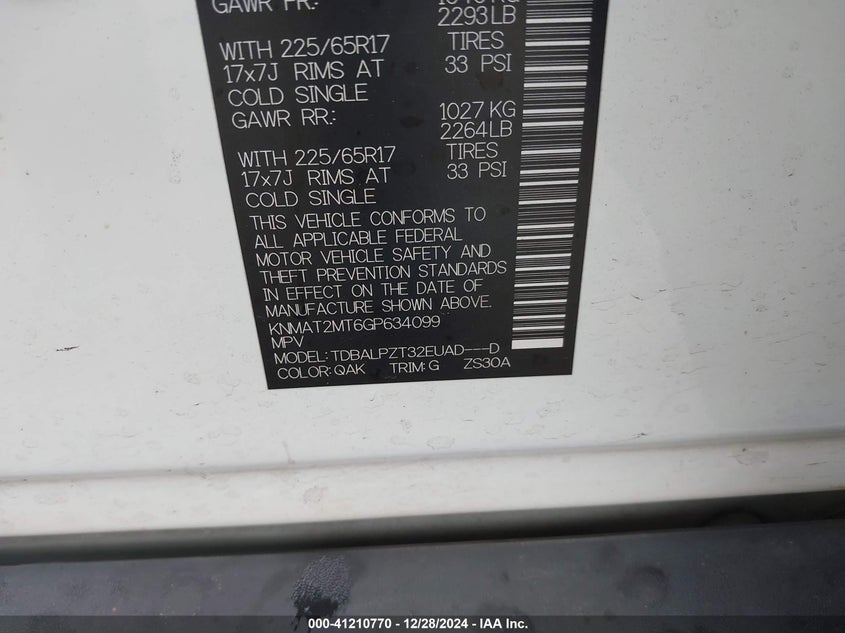 GAWR FR.:
2293LB
WITH 225/65R17 TIRES
17x7J RIMS AT 33 PSI
COLD SINGLE
GAWR RR.: 1027 KG
2264LB
WITH 225/65R17 TIRES
17x7J RIMS AT 33 PSI
COLD SINGLE
THIS VEHICLE CONFORMS TO
ALL APPLICABLE FEDERAL
MOTOR VEHICLE SAFETY AND
THEFT PREVENTION STANDARDS
IN EFFECT ON THE DATE OF
MANUFACTURE SHOWN ABOVE.
KNMAT2MT6GP634099
MPV
MODEL: TDBALPZT32EUAD---D
COLOR: QAK TRIM: G ZS30A
000-41210770 - 12/28/2024 - IAA Inc.